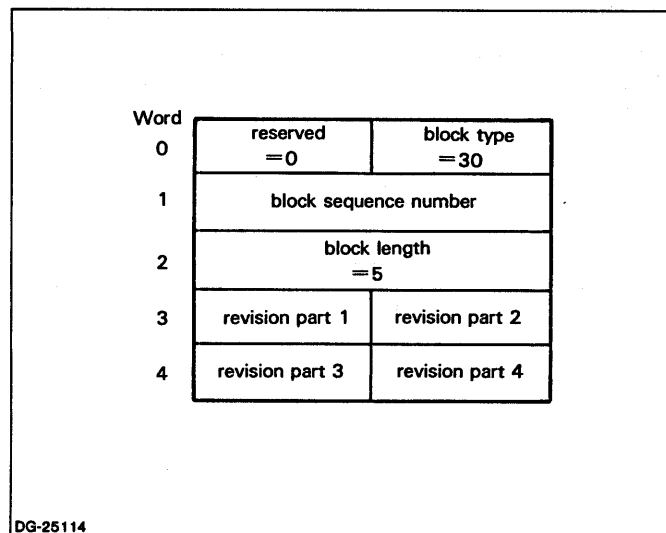 Word
0
reserved
=0
block type
=30
1
block sequence number
2
block length
=5
3
revision part 1
revision part 2
4
revision part 3
revision part 4
DG-25114